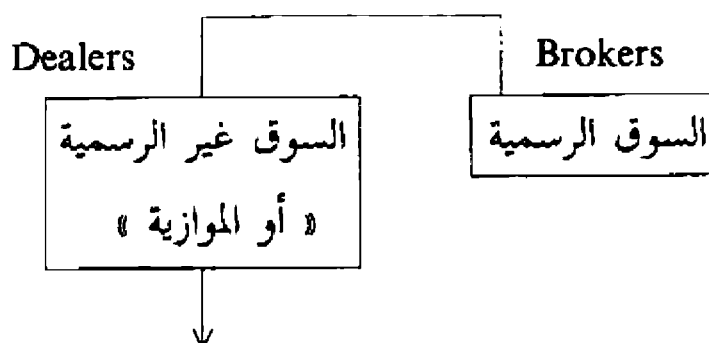 Brokers
Dealers
السوق الرسمية
السوق غير الرسمية
« أو الموازية »